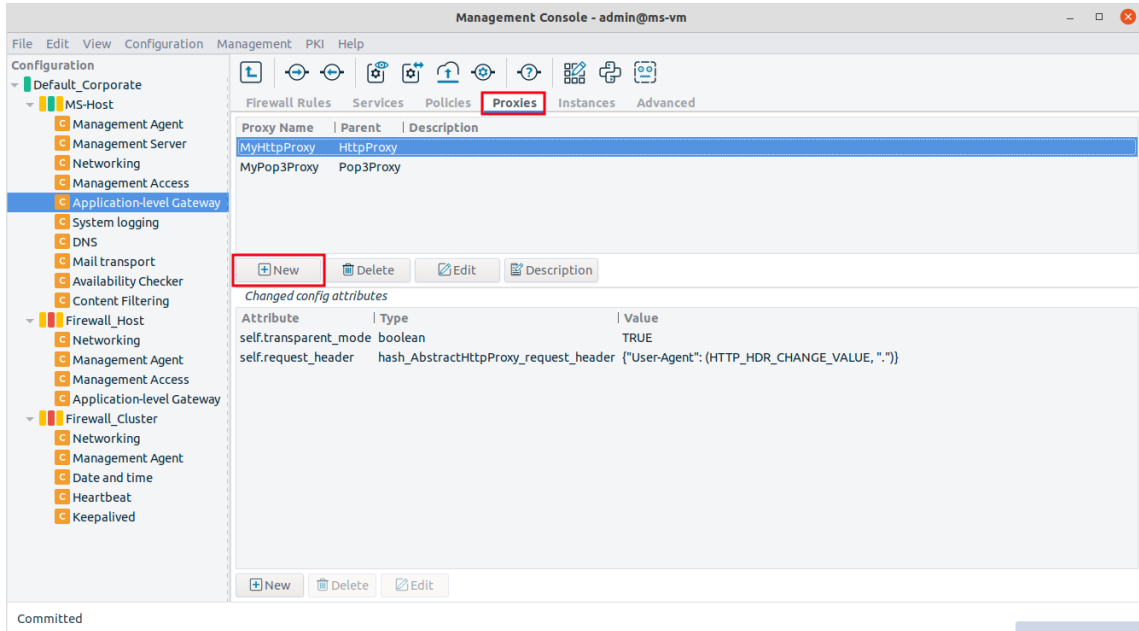 Management Console - admin@ms-vm
File Edit View Configuration Management PKI Help
Configuration
Default_Corporate
MS-Host
C Management Agent
C Management Server
C Networking
C Management Access
C Application-level Gateway
C System logging
C DNS
C Mail transport
C Availability Checker
C Content Filtering
Firewall_Host
C Networking
C Management Agent
C Management Access
C Application-level Gateway
Firewall_Cluster
C Networking
C Management Agent
C Date and time
C Heartbeat
C Keepalived
Firewall Rules Services Policies Proxies Instances Advanced
Proxy Name Parent Description
MyHttpProxy HttpProxy
MyPop3Proxy Pop3Proxy
New Delete Edit Description
Changed config attributes
Attribute Type Value
self.transparent_mode boolean TRUE
self.request_header hash_AbstractHttpProxy_request_header {"User-Agent": (HTTP_HDR_CHANGE_VALUE, ".")}
New Delete Edit
Committed